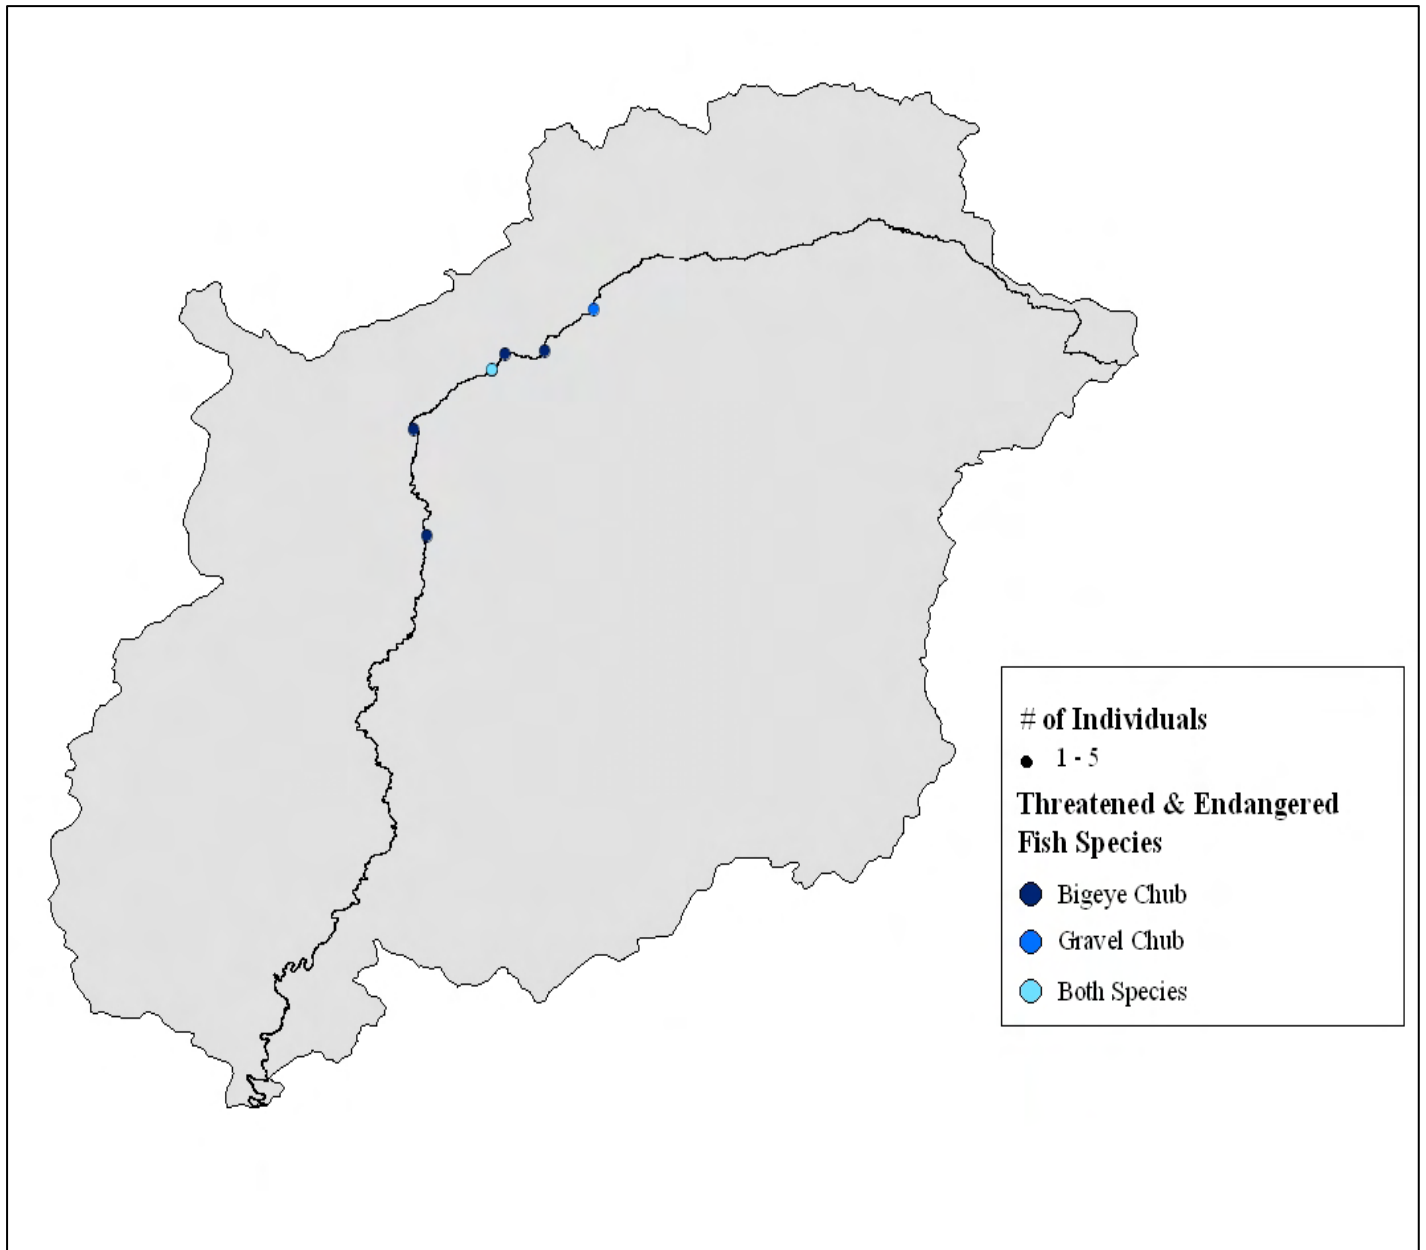 # of Individuals
1 - 5
Threatened & Endangered
Fish Species
Bigeye Chub
Gravel Chub
Both Species